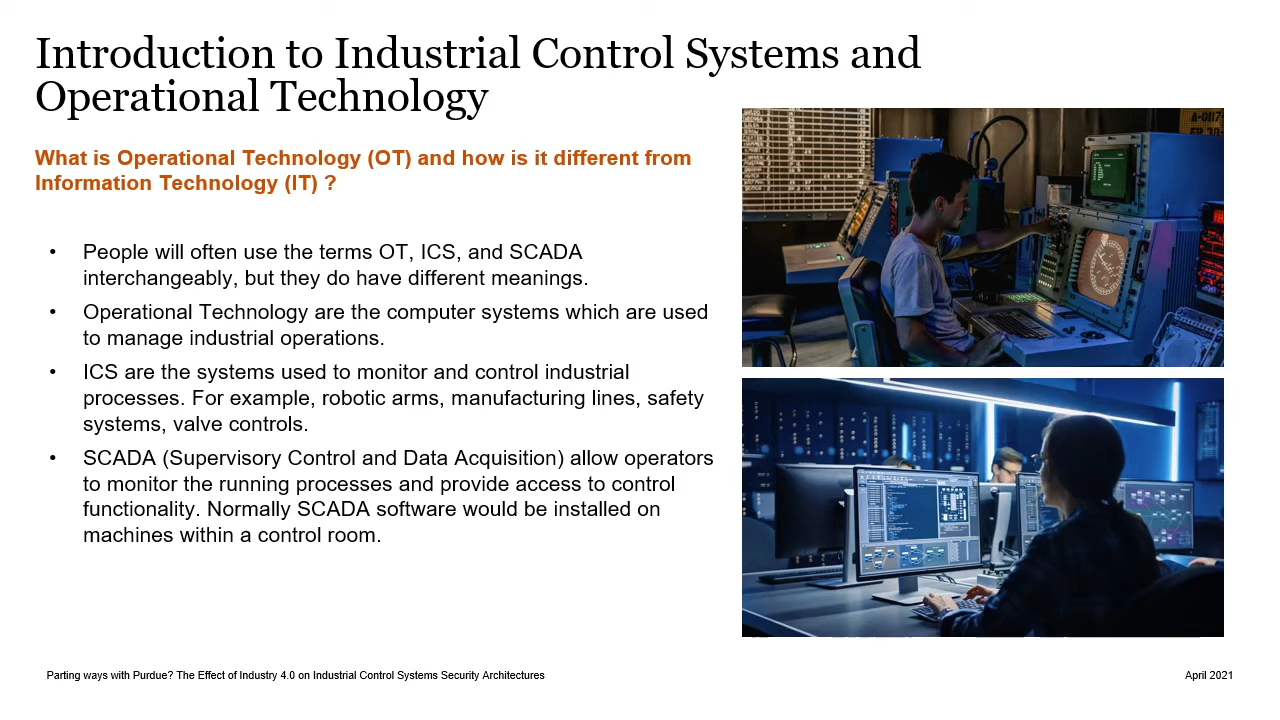 Introduction to Industrial Control Systems and
Operational Technology
What is Operational Technology (OT) and how is it different from
Information Technology (IT) ?
• People will often use the terms OT, ICS, and SCADA
interchangeably, but they do have different meanings.
• Operational Technology are the computer systems which are used
to manage industrial operations.
• ICS are the systems used to monitor and control industrial
processes. For example, robotic arms, manufacturing lines, safety
systems, valve controls.
• SCADA (Supervisory Control and Data Acquisition) allow operators
to monitor the running processes and provide access to control
functionality. Normally SCADA software would be installed on
machines within a control room.
Parting ways with Purdue? The Effect of Industry 4.0 on Industrial Control Systems Security Architectures
April 2021